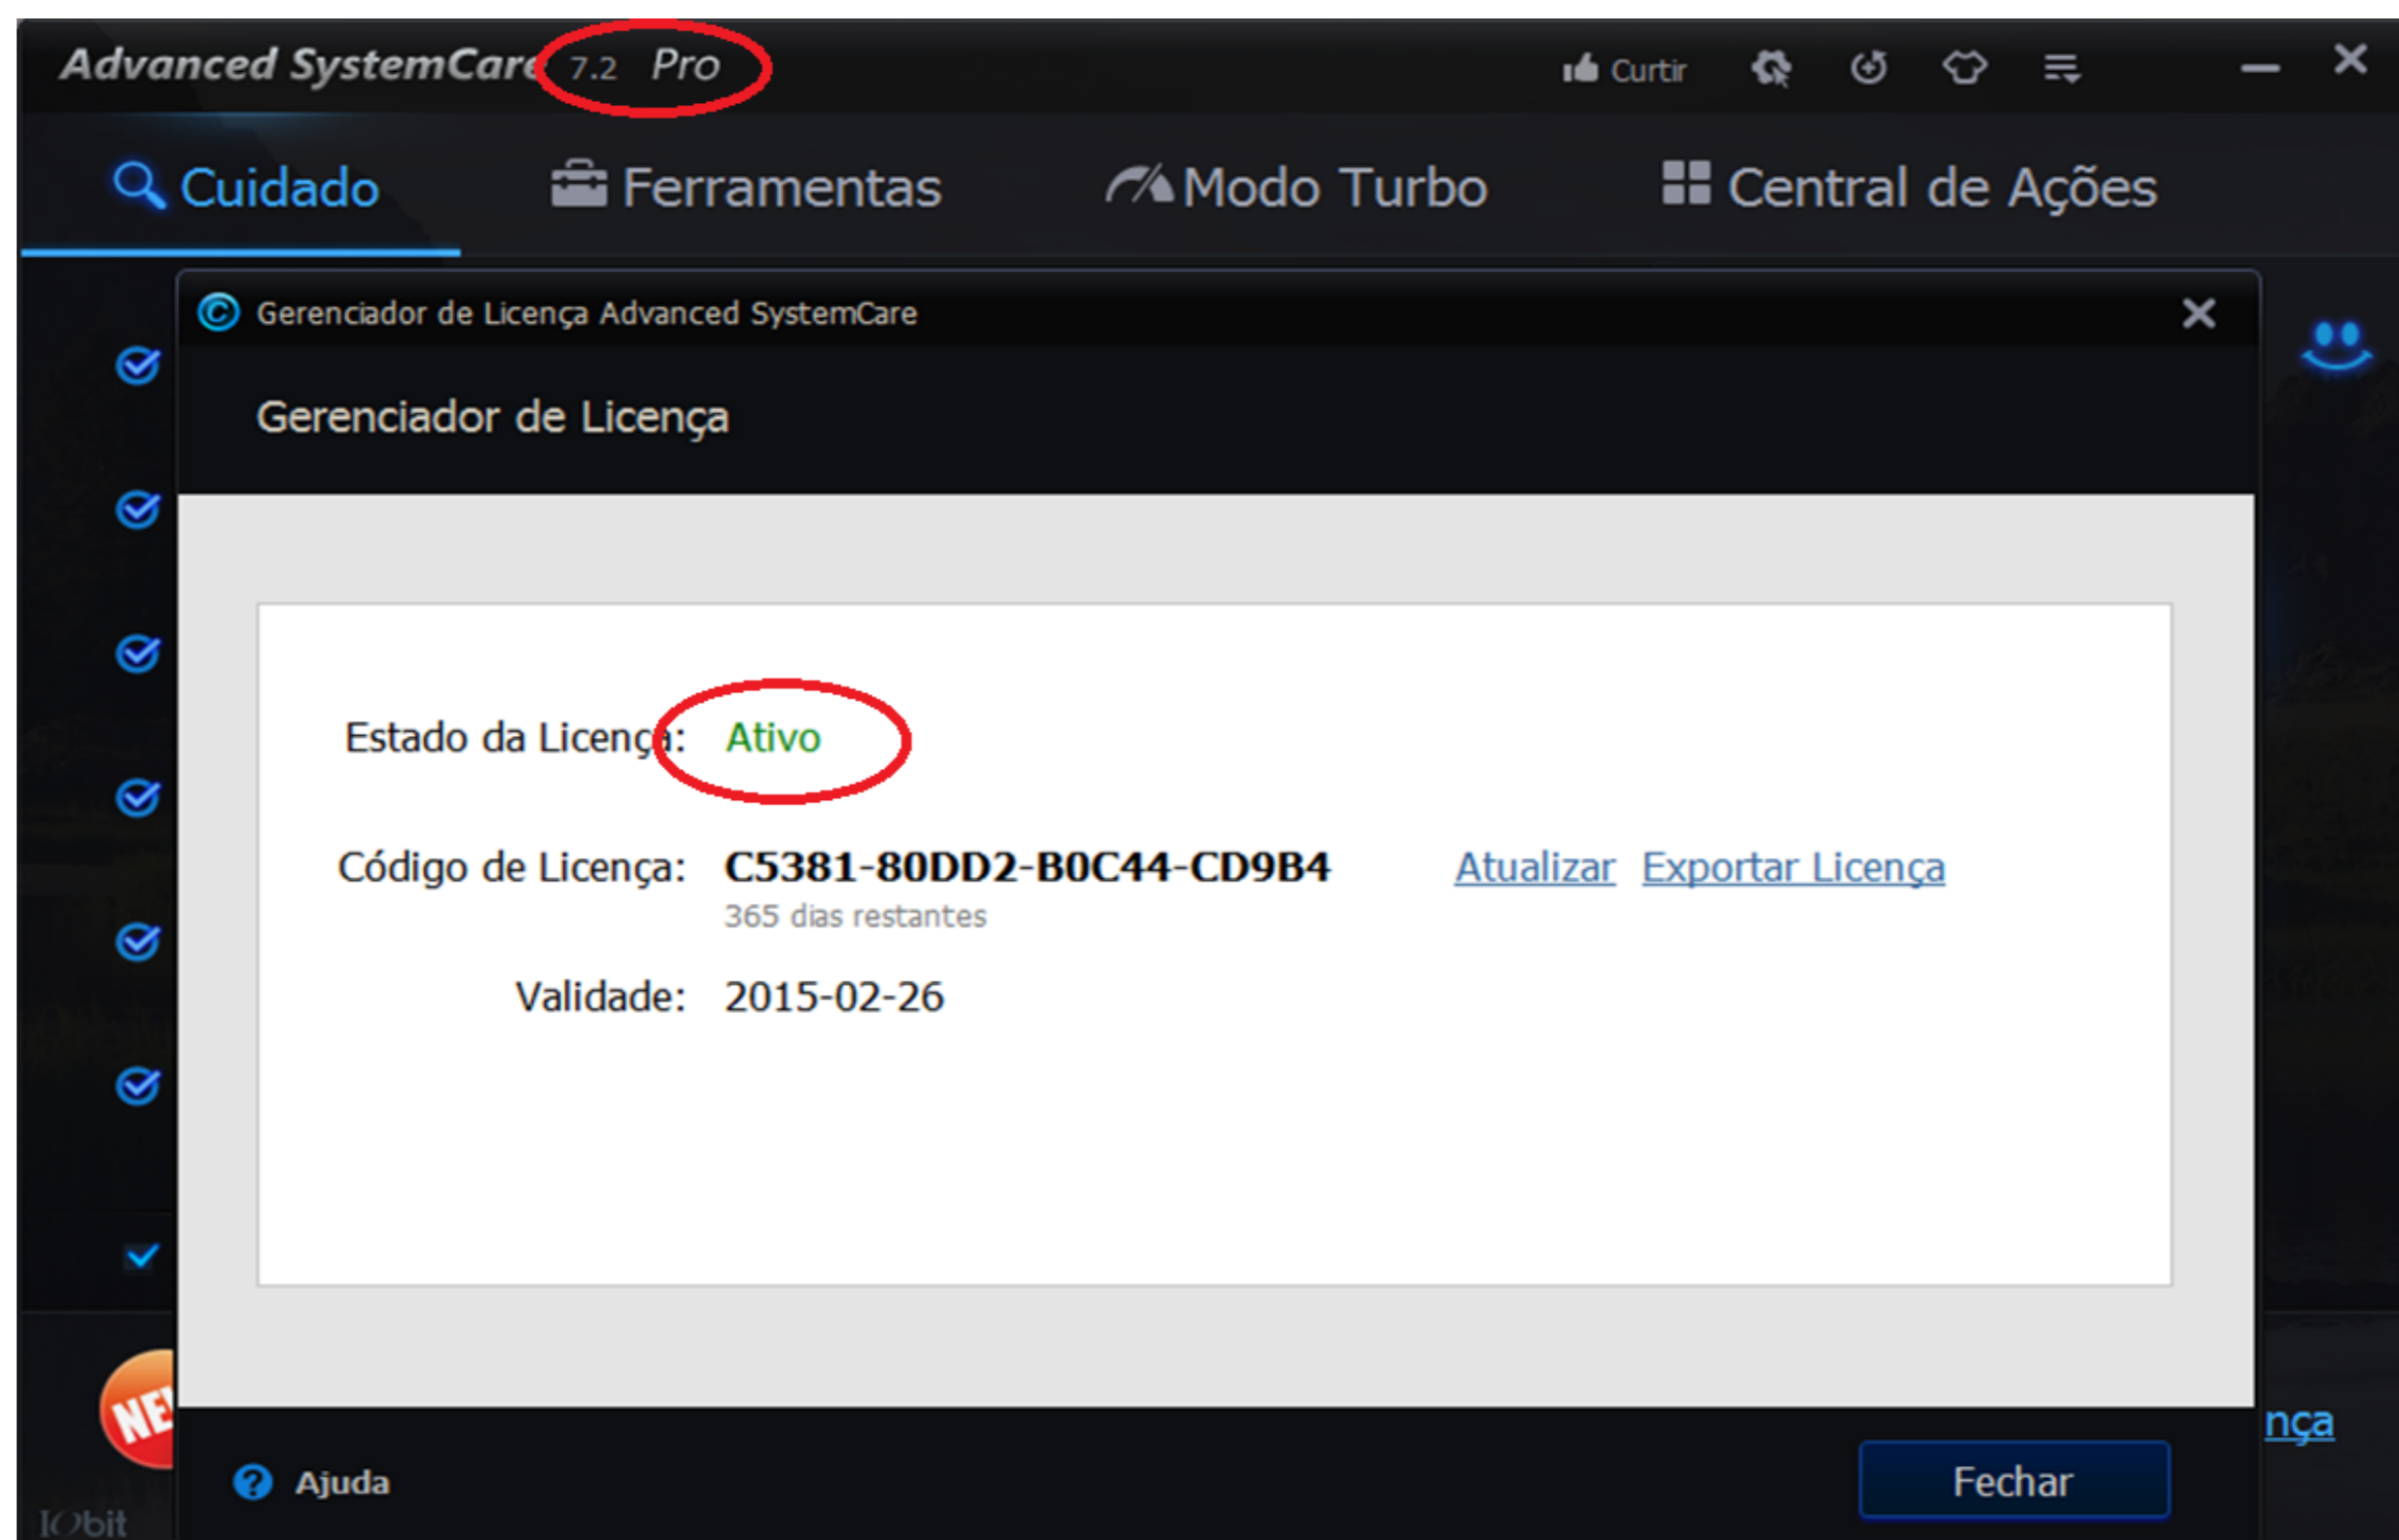 Advanced SystemCare 7.2 Pro Curtir
Cuidado Ferramentas Modo Turbo Central de Ações
Gerenciador de Licença Advanced SystemCare
Gerenciador de Licença
Estado da Licença: Ativo
Código de Licença: C5381-80DD2-B0C44-CD9B4 Atualizar Exportar Licença
365 dias restantes
Validade: 2015-02-26
nça
Ajuda Fechar
IObit